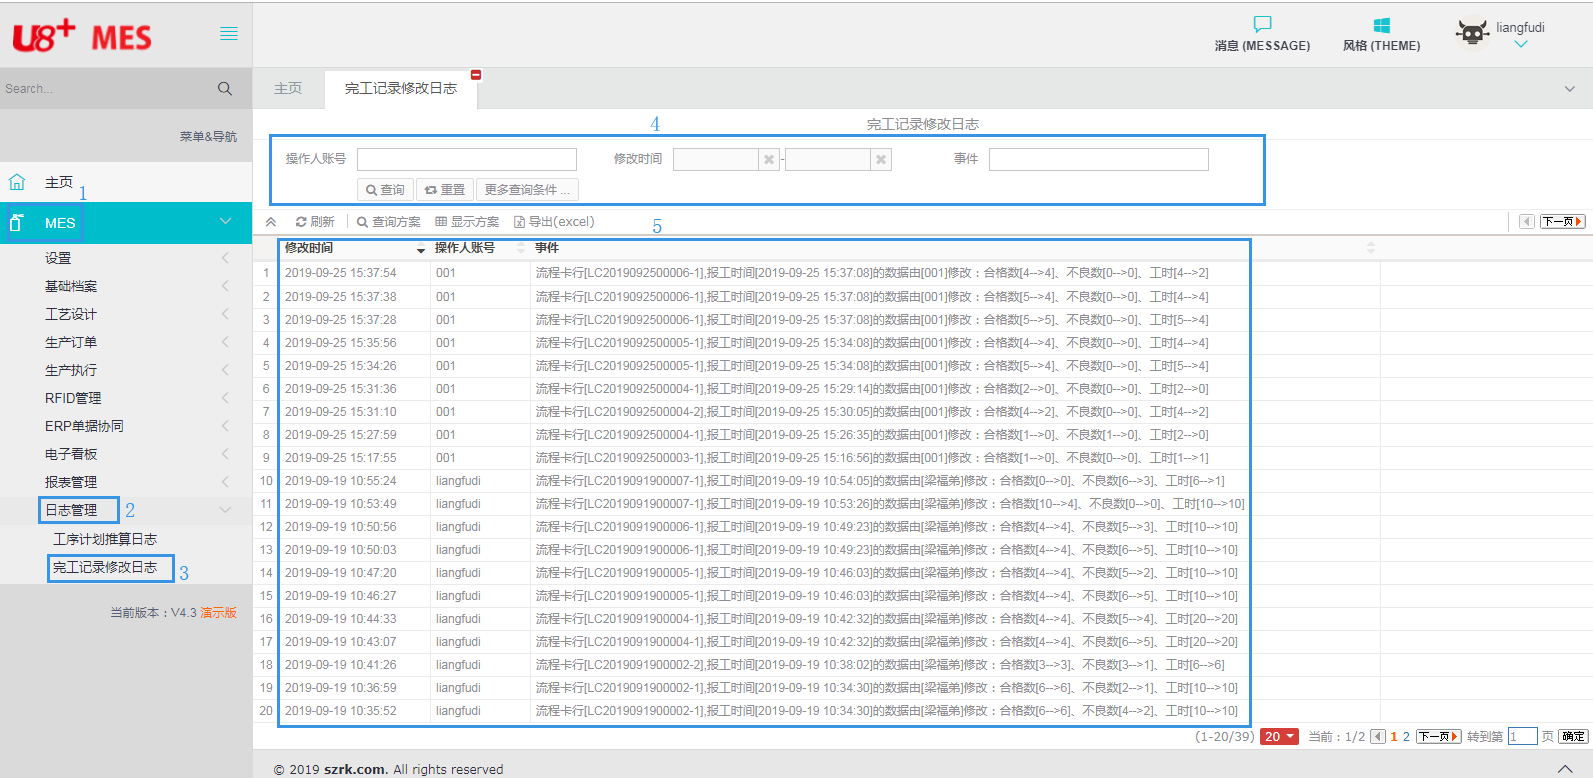 U8+ MES
消息 (MESSAGE)
风格 (THEME)
liangfudi
Search...
主页
完工记录修改日志
菜单&导航
4
完工记录修改日志
操作人账号
修改时间
-
事件
查询
重置
更多查询条件 ...
主页
1
MES
设置
基础档案
工艺设计
生产订单
生产执行
RFID管理
ERP单据协同
电子看板
报表管理
日志管理
2
工序计划推算日志
完工记录修改日志
3
当前版本：V4.3 演示版
刷新
查询方案
显示方案
导出(excel)
5
下一页
修改时间 操作人账号 事件
1 2019-09-25 15:37:54 001 流程卡行[LC2019092500006-1],报工时间[2019-09-25 15:37:08]的数据由[001]修改：合格数[4-->4]、不良数[0-->0]、工时[4-->2]
2 2019-09-25 15:37:38 001 流程卡行[LC2019092500006-1],报工时间[2019-09-25 15:37:08]的数据由[001]修改：合格数[5-->4]、不良数[0-->0]、工时[4-->4]
3 2019-09-25 15:37:28 001 流程卡行[LC2019092500006-1],报工时间[2019-09-25 15:37:08]的数据由[001]修改：合格数[5-->5]、不良数[0-->0]、工时[5-->4]
4 2019-09-25 15:35:56 001 流程卡行[LC2019092500005-1],报工时间[2019-09-25 15:34:08]的数据由[001]修改：合格数[4-->4]、不良数[0-->0]、工时[4-->4]
5 2019-09-25 15:34:26 001 流程卡行[LC2019092500005-1],报工时间[2019-09-25 15:34:08]的数据由[001]修改：合格数[5-->4]、不良数[0-->0]、工时[5-->4]
6 2019-09-25 15:31:36 001 流程卡行[LC2019092500004-1],报工时间[2019-09-25 15:29:14]的数据由[001]修改：合格数[2-->0]、不良数[0-->0]、工时[2-->0]
7 2019-09-25 15:31:10 001 流程卡行[LC2019092500004-2],报工时间[2019-09-25 15:30:05]的数据由[001]修改：合格数[4-->2]、不良数[0-->0]、工时[4-->2]
8 2019-09-25 15:27:59 001 流程卡行[LC2019092500004-1],报工时间[2019-09-25 15:26:35]的数据由[001]修改：合格数[1-->0]、不良数[1-->0]、工时[2-->0]
9 2019-09-25 15:17:55 001 流程卡行[LC2019092500003-1],报工时间[2019-09-25 15:16:56]的数据由[001]修改：合格数[1-->0]、不良数[0-->0]、工时[1-->1]
10 2019-09-19 10:55:24 liangfudi 流程卡行[LC2019091900007-1],报工时间[2019-09-19 10:54:05]的数据由[梁福弟]修改：合格数[0-->0]、不良数[6-->3]、工时[6-->1]
11 2019-09-19 10:53:49 liangfudi 流程卡行[LC2019091900007-1],报工时间[2019-09-19 10:53:26]的数据由[梁福弟]修改：合格数[10-->4]、不良数[0-->0]、工时[10-->10]
12 2019-09-19 10:50:56 liangfudi 流程卡行[LC2019091900006-1],报工时间[2019-09-19 10:49:23]的数据由[梁福弟]修改：合格数[4-->4]、不良数[5-->3]、工时[10-->10]
13 2019-09-19 10:50:03 liangfudi 流程卡行[LC2019091900006-1],报工时间[2019-09-19 10:49:23]的数据由[梁福弟]修改：合格数[4-->4]、不良数[6-->5]、工时[10-->10]
14 2019-09-19 10:47:20 liangfudi 流程卡行[LC2019091900005-1],报工时间[2019-09-19 10:46:03]的数据由[梁福弟]修改：合格数[4-->4]、不良数[5-->2]、工时[10-->10]
15 2019-09-19 10:46:27 liangfudi 流程卡行[LC2019091900005-1],报工时间[2019-09-19 10:46:03]的数据由[梁福弟]修改：合格数[4-->4]、不良数[6-->5]、工时[10-->10]
16 2019-09-19 10:44:33 liangfudi 流程卡行[LC2019091900004-1],报工时间[2019-09-19 10:42:32]的数据由[梁福弟]修改：合格数[4-->4]、不良数[5-->4]、工时[20-->20]
17 2019-09-19 10:43:07 liangfudi 流程卡行[LC2019091900004-1],报工时间[2019-09-19 10:42:32]的数据由[梁福弟]修改：合格数[4-->4]、不良数[6-->5]、工时[20-->20]
18 2019-09-19 10:41:26 liangfudi 流程卡行[LC2019091900002-2],报工时间[2019-09-19 10:38:02]的数据由[梁福弟]修改：合格数[3-->3]、不良数[3-->1]、工时[6-->6]
19 2019-09-19 10:36:59 liangfudi 流程卡行[LC2019091900002-1],报工时间[2019-09-19 10:34:30]的数据由[梁福弟]修改：合格数[6-->6]、不良数[2-->1]、工时[10-->10]
20 2019-09-19 10:35:52 liangfudi 流程卡行[LC2019091900002-1],报工时间[2019-09-19 10:34:30]的数据由[梁福弟]修改：合格数[6-->6]、不良数[4-->2]、工时[10-->10]
(1-20/39) 20 当前：1/2 1 2 下一页 转到第 1 页 确定
© 2019 szrk.com. All rights reserved